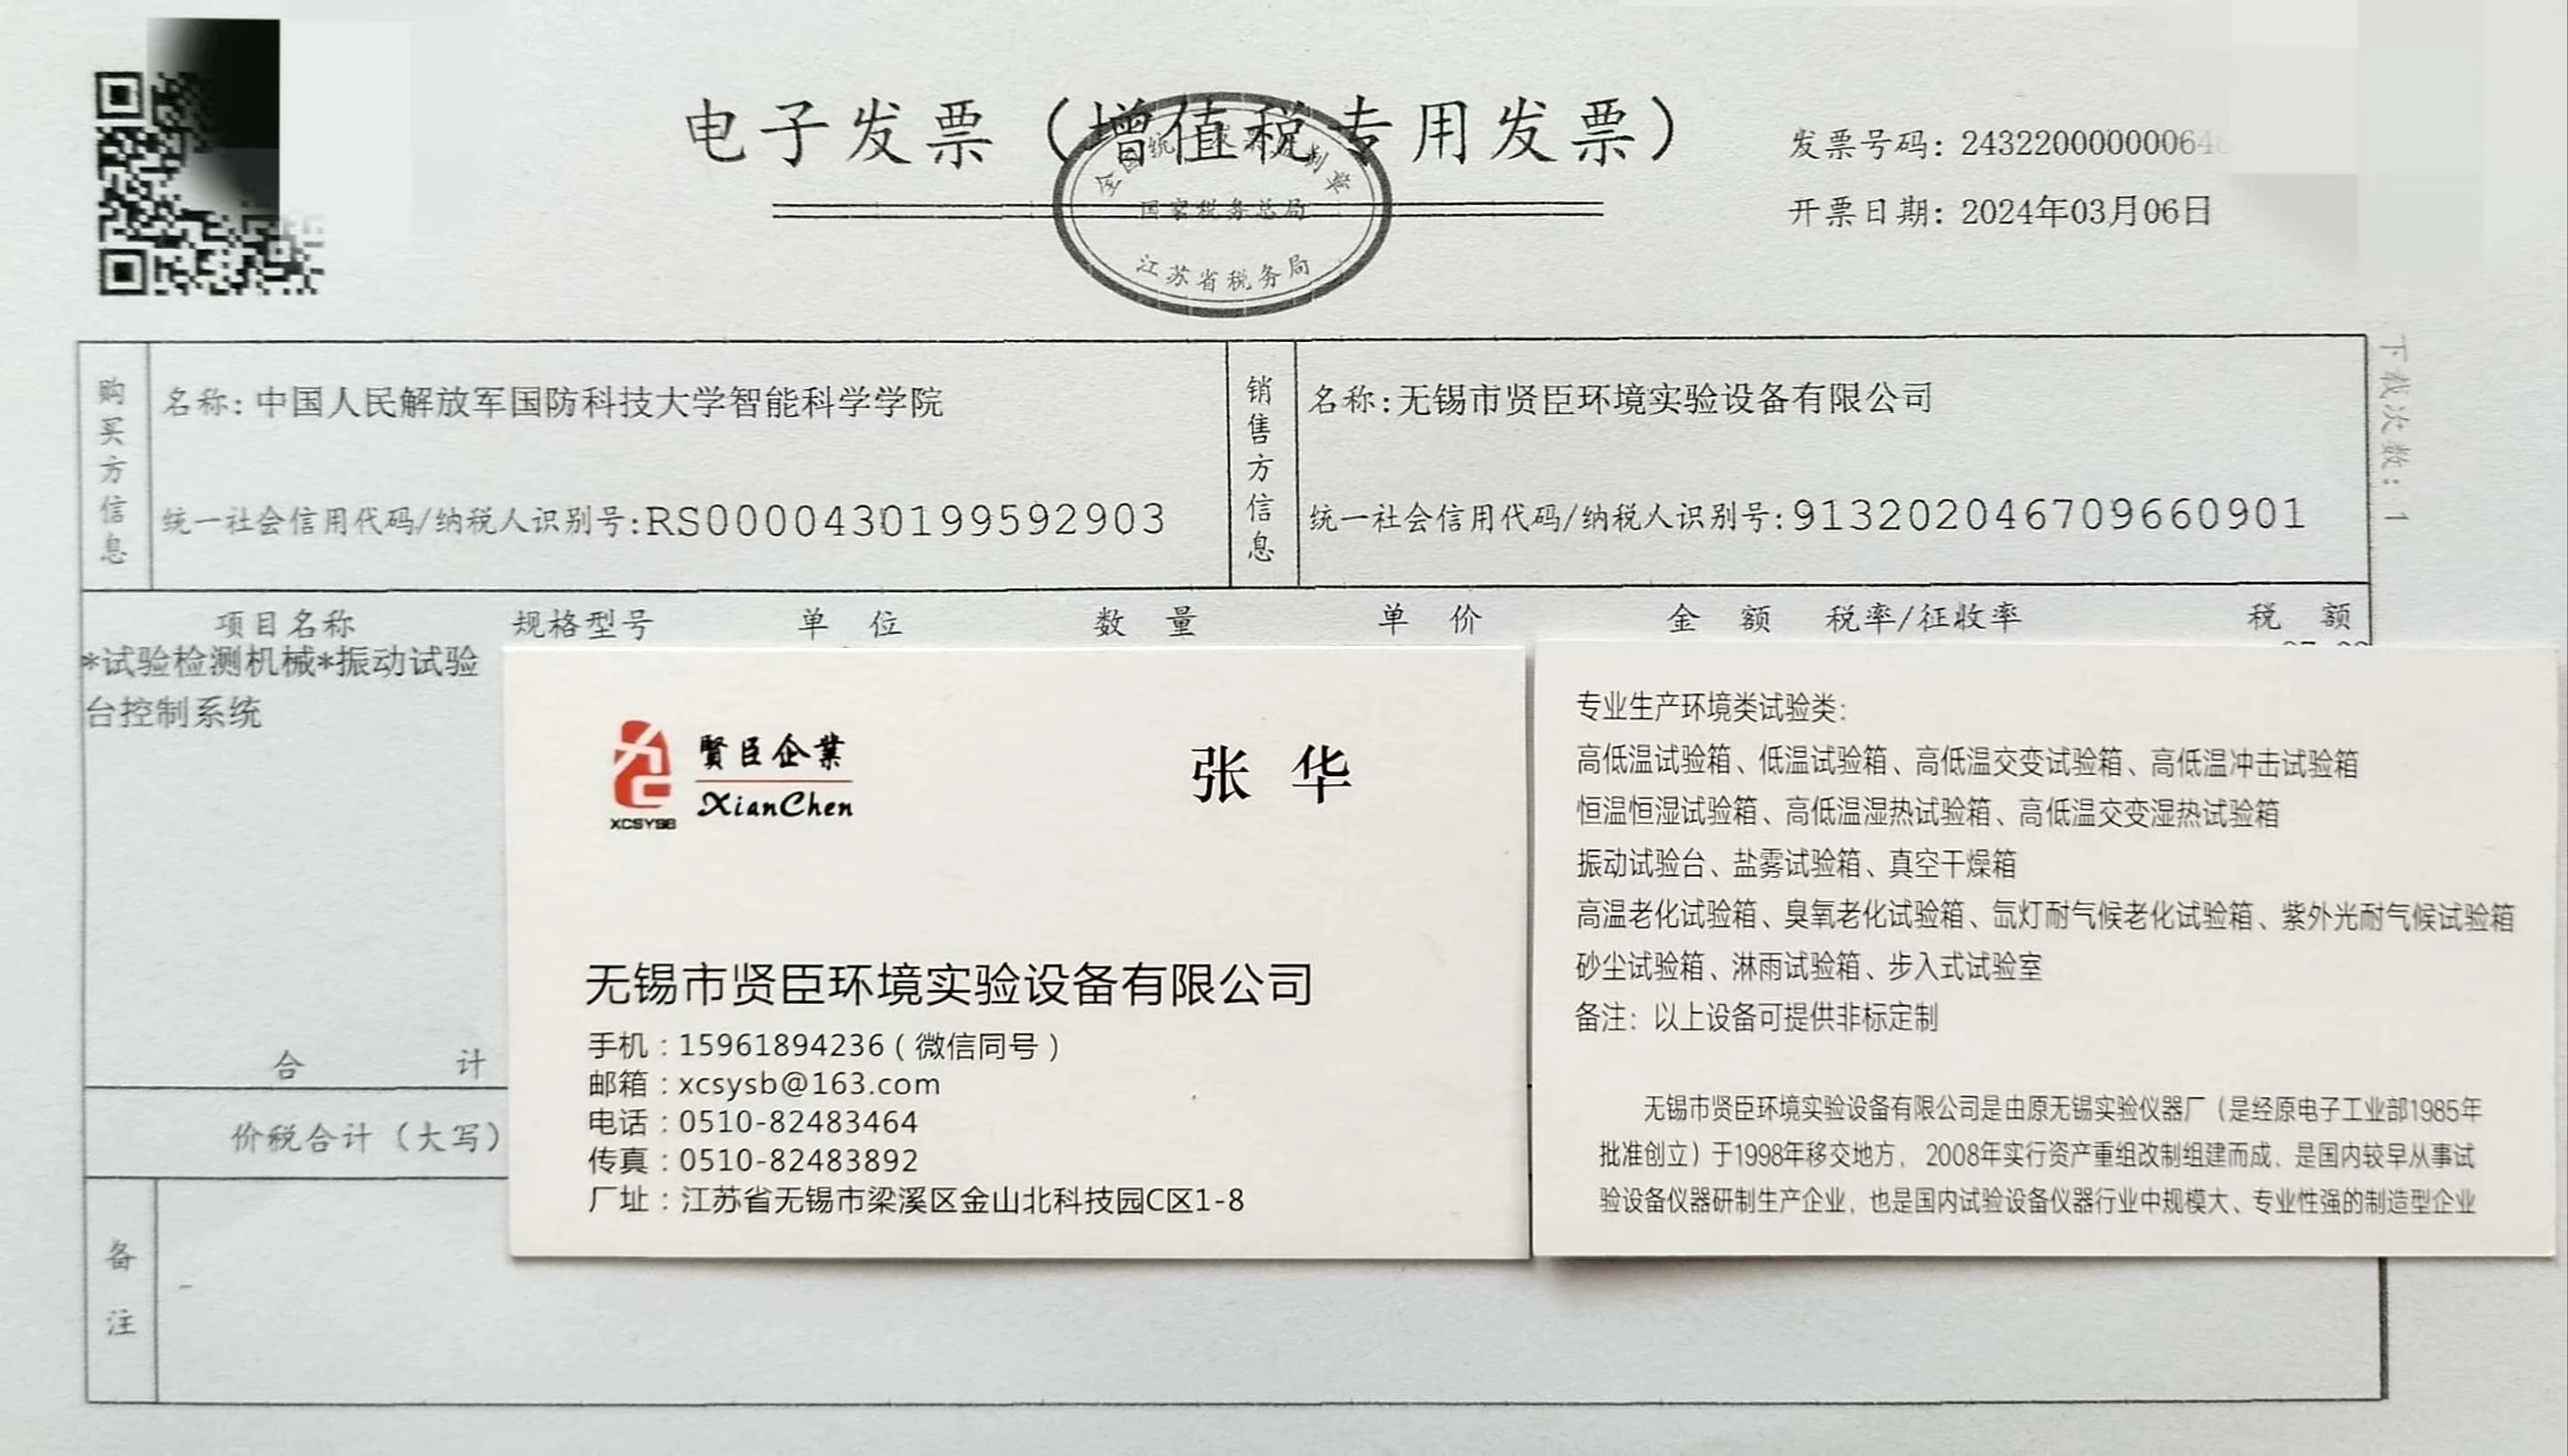 电子发票（增值税专用发票）
国家税务总局
江苏省税务局
发票号码：24322000000064
开票日期：2024年03月06日
下载次数：1
购买方信息
名称：中国人民解放军国防科技大学智能科学学院
统一社会信用代码/纳税人识别号：RS0000430199592903
销售方信息
名称：无锡市贤臣环境实验设备有限公司
统一社会信用代码/纳税人识别号：913202046709660901
项目名称 规格型号 单位 数量 单价 金额 税率/征收率 税额
*试验检测机械*振动试验
台控制系统
合计
价税合计（大写）
备注
賢臣企業
XianChen
XCSYSB
张华
无锡市贤臣环境实验设备有限公司
手机：15961894236（微信同号）
邮箱：xcsysb@163.com
电话：0510-82483464
传真：0510-82483892
厂址：江苏省无锡市梁溪区金山北科技园C区1-8
专业生产环境类试验类：
高低温试验箱、低温试验箱、高低温交变试验箱、高低温冲击试验箱
恒温恒湿试验箱、高低温湿热试验箱、高低温交变湿热试验箱
振动试验台、盐雾试验箱、真空干燥箱
高温老化试验箱、臭氧老化试验箱、氙灯耐气候老化试验箱、紫外光耐气候试验箱
砂尘试验箱、淋雨试验箱、步入式试验室
备注：以上设备可提供非标定制
无锡市贤臣环境实验设备有限公司是由原无锡实验仪器厂（是经原电子工业部1985年
批准创立）于1998年移交地方，2008年实行资产重组改制组建而成，是国内较早从事试
验设备仪器研制生产企业，也是国内试验设备仪器行业中规模大、专业性强的制造型企业